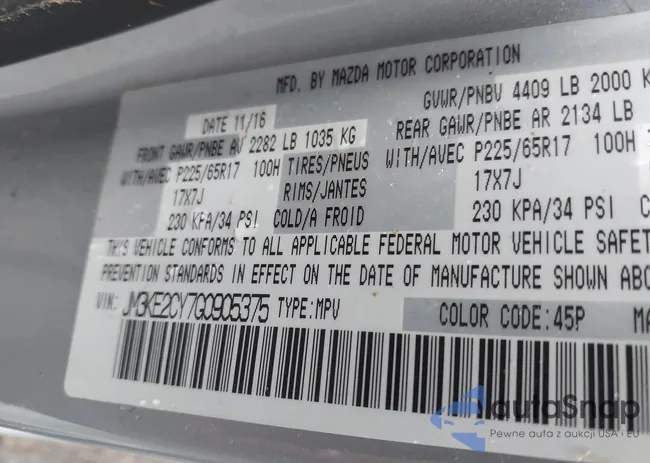 MFD. BY MAZDA MOTOR CORPORATION
DATE 11/16 GVWR/PNBV 4409 LB 2000 K
FRONT GAWR/PNBE AV 2282 LB 1035 KG REAR GAWR/PNBE AR 2134 LB
WITH/AVEC P225/65R17 100H TIRES/PNEUS WITH/AVEC P225/65R17 100H
17X7J RIMS/JANTES 17X7J
230 KPA/34 PSI COLD/A FROID 230 KPA/34 PSI C
THIS VEHICLE CONFORMS TO ALL APPLICABLE FEDERAL MOTOR VEHICLE SAFET
PREVENTION STANDARDS IN EFFECT ON THE DATE OF MANUFACTURE SHOWN ABO
VIN: JM3KE2CY7G0905375 TYPE:MPV COLOR CODE:45P MA
autaSnap
Pewne auta z aukcji USA i EU